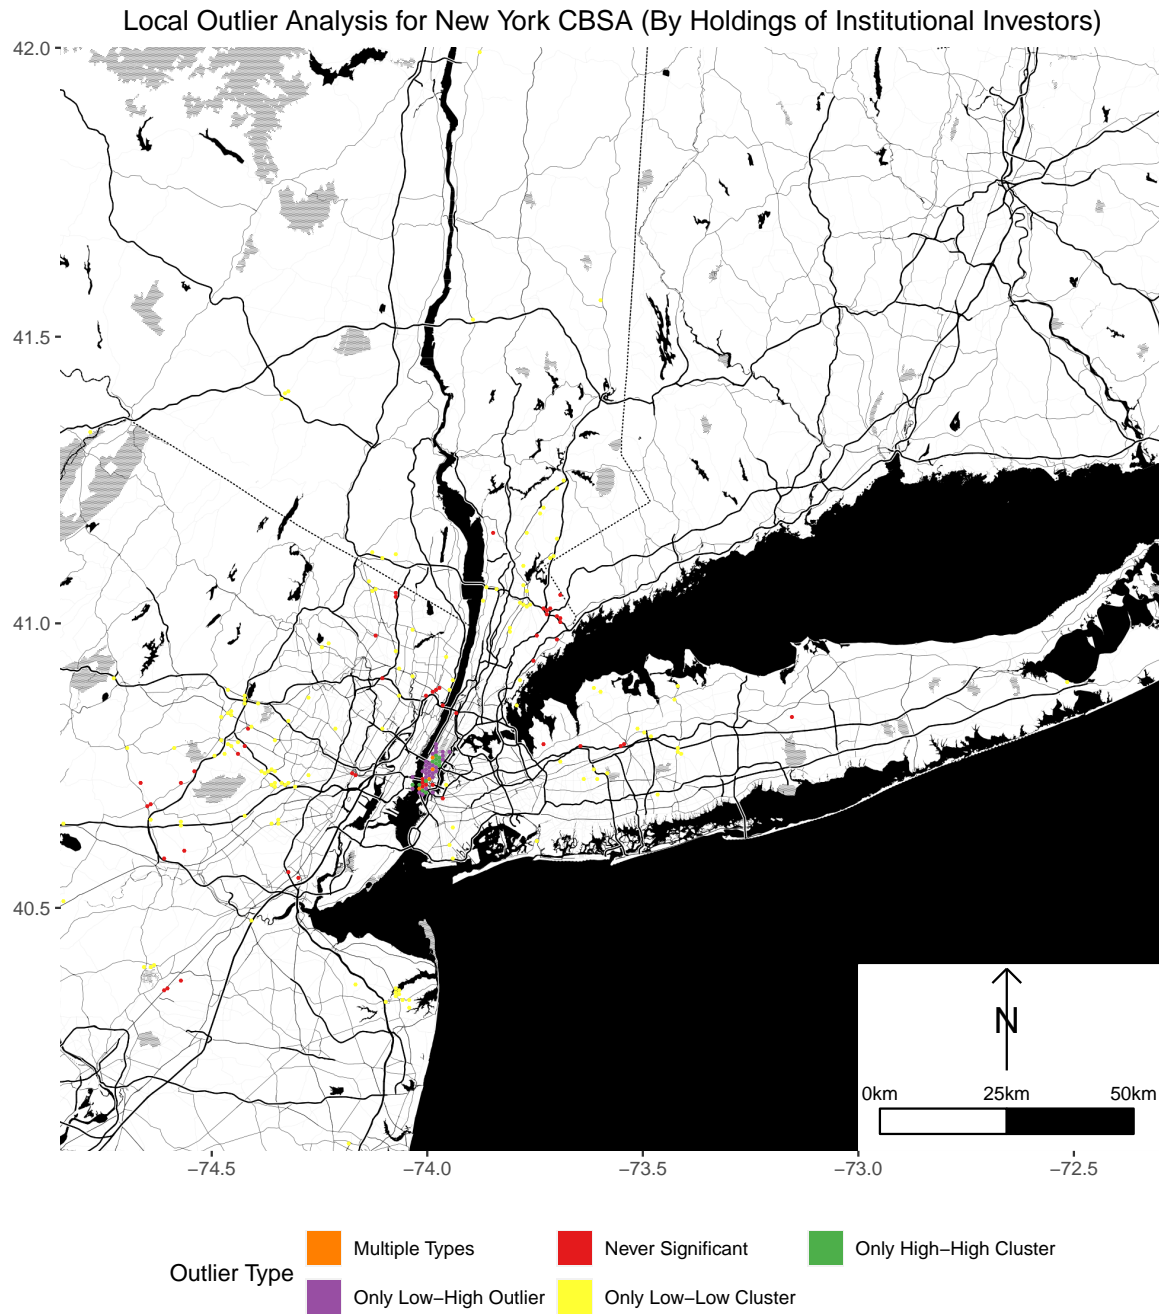 Local Outlier Analysis for New York CBSA (By Holdings of Institutional Investors)
42.0
41.5
41.0
40.5
N
0km 25km 50km
−74.5 −74.0 −73.5 −73.0 −72.5
Outlier Type
Multiple Types Never Significant Only High−High Cluster
Only Low−High Outlier Only Low−Low Cluster